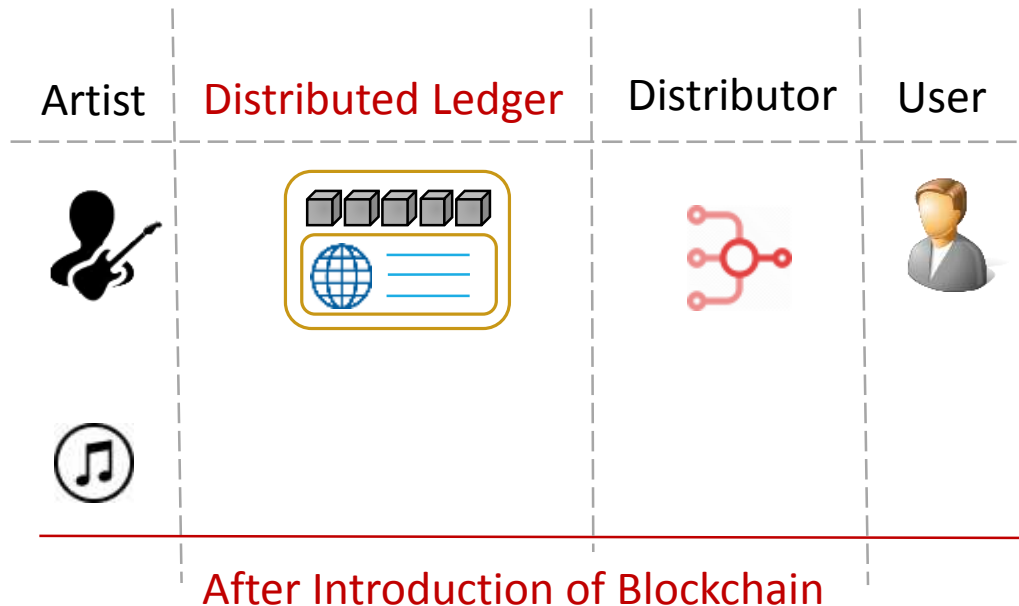 Artist
Distributed Ledger
Distributor
User
After Introduction of Blockchain